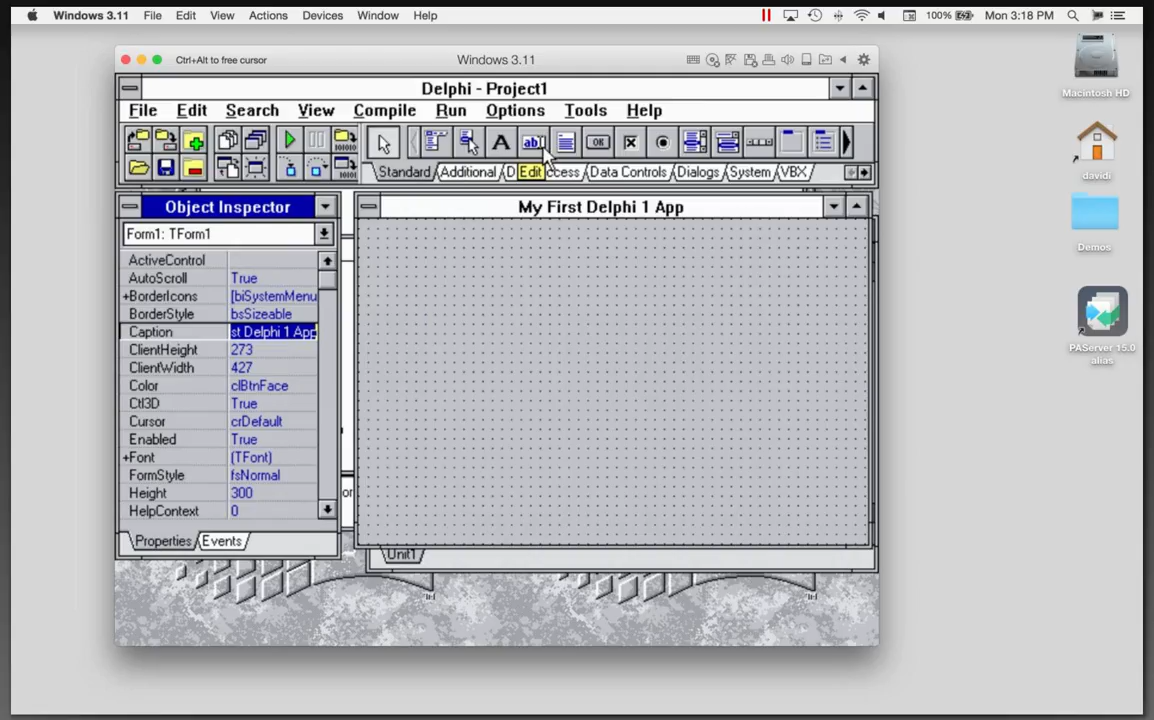 Windows 3.11 File Edit View Actions Devices Window Help 100% Mon 3:18 PM
Ctrl+Alt to free cursor Windows 3.11
Delphi - Project1
File Edit Search View Compile Run Options Tools Help
A ab OK
Standard Additional D Edit ccess Data Controls Dialogs System VBX
Object Inspector
Form1: TForm1
ActiveControl
AutoScroll True
+BorderIcons [biSystemMenu
BorderStyle bsSizeable
Caption st Delphi 1 App
ClientHeight 273
ClientWidth 427
Color clBtnFace
Ctl3D True
Cursor crDefault
Enabled True
+Font (TFont)
FormStyle fsNormal
Height 300
HelpContext 0
Properties Events
My First Delphi 1 App
or
Unit1
Macintosh HD
davidi
Demos
PAServer 15.0
alias